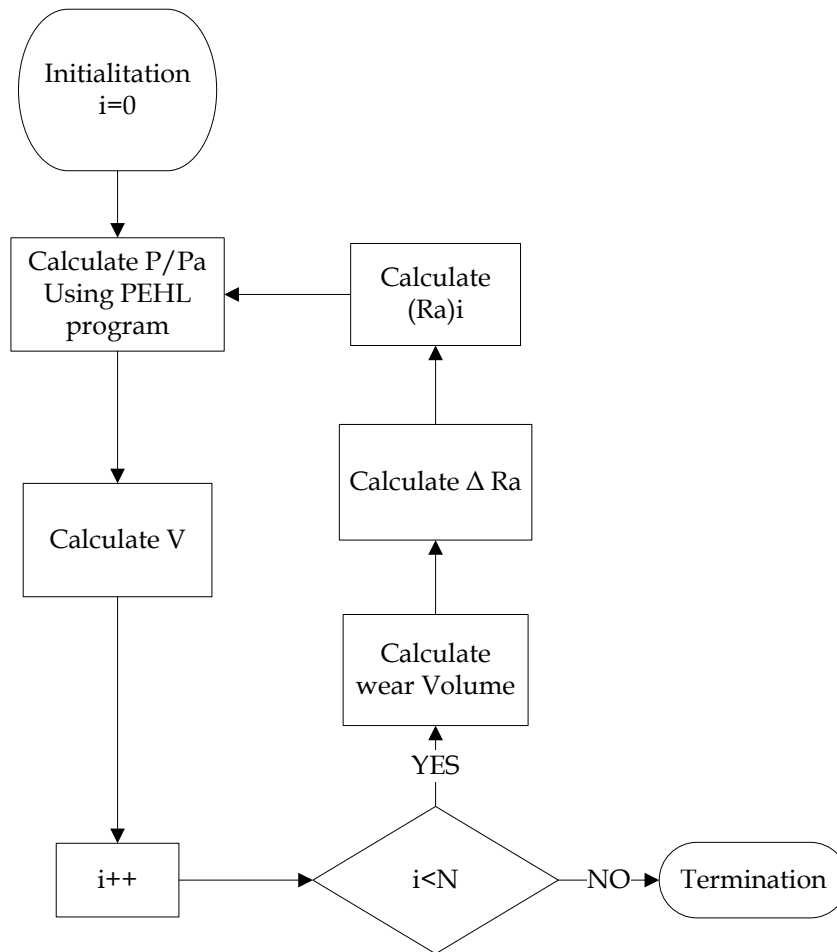 Initialitation
i=0
Calculate P/Pa
Using PEHL
program
Calculate V
i++
i<N
YES
NO
Termination
Calculate
wear Volume
Calculate Δ Ra
Calculate
(Ra)i